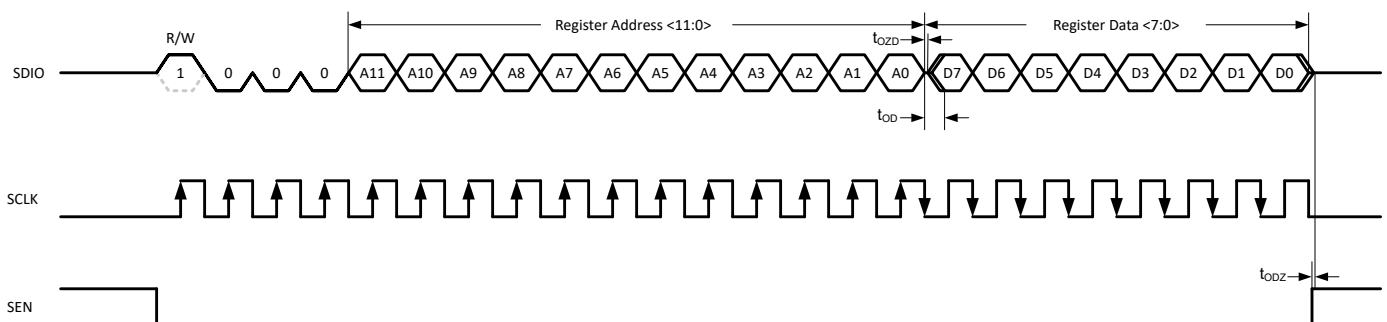 Register Address <11:0> Register Data <7:0>
R/W
tOZD
SDIO 1 0 0 0 A11 A10 A9 A8 A7 A6 A5 A4 A3 A2 A1 A0 D7 D6 D5 D4 D3 D2 D1 D0
tOD
SCLK
tODZ
SEN